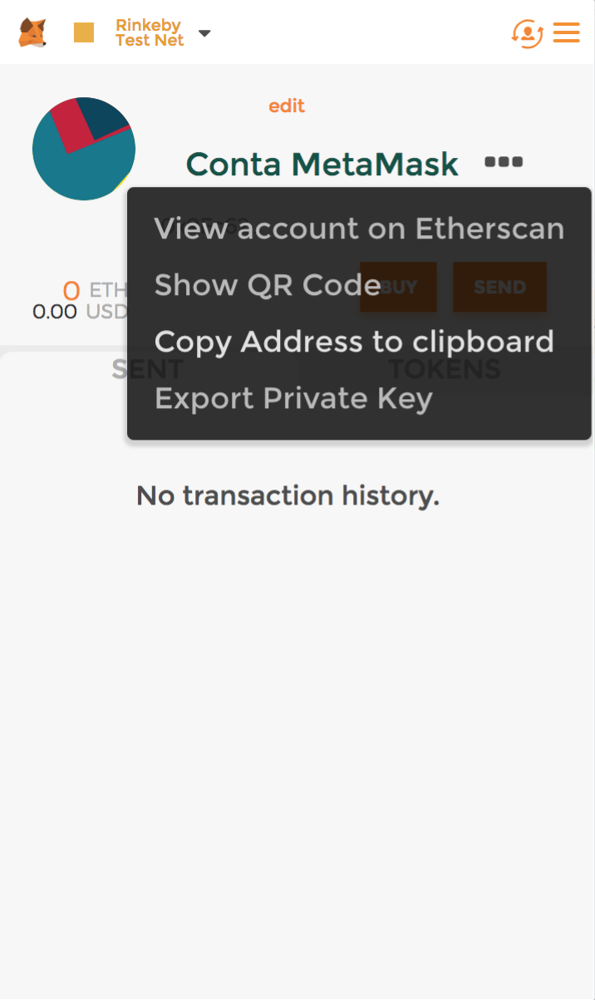 Rinkeby
Test Net
edit
Conta MetaMask
View account on Etherscan
0 ETH
Show QR Code
BUY
SEND
0.00 USD
Copy Address to clipboard
SENT
TOKENS
Export Private Key
No transaction history.